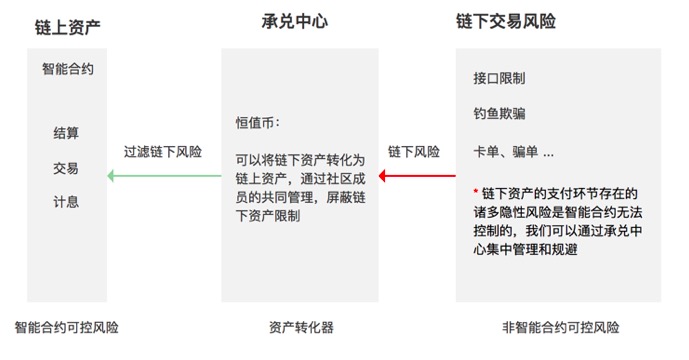 链上资产
承兑中心
链下交易风险
智能合约
结算
交易
计息
过滤链下风险
恒值币：
可以将链下资产转化为
链上资产，通过社区成
员的共同管理，屏蔽链
下资产限制
链下风险
接口限制
钓鱼欺骗
卡单、骗单 ...
* 链下资产的支付环节存在的
诸多隐性风险是智能合约无法
控制的，我们可以通过承兑中
心集中管理和规避
智能合约可控风险
资产转化器
非智能合约可控风险